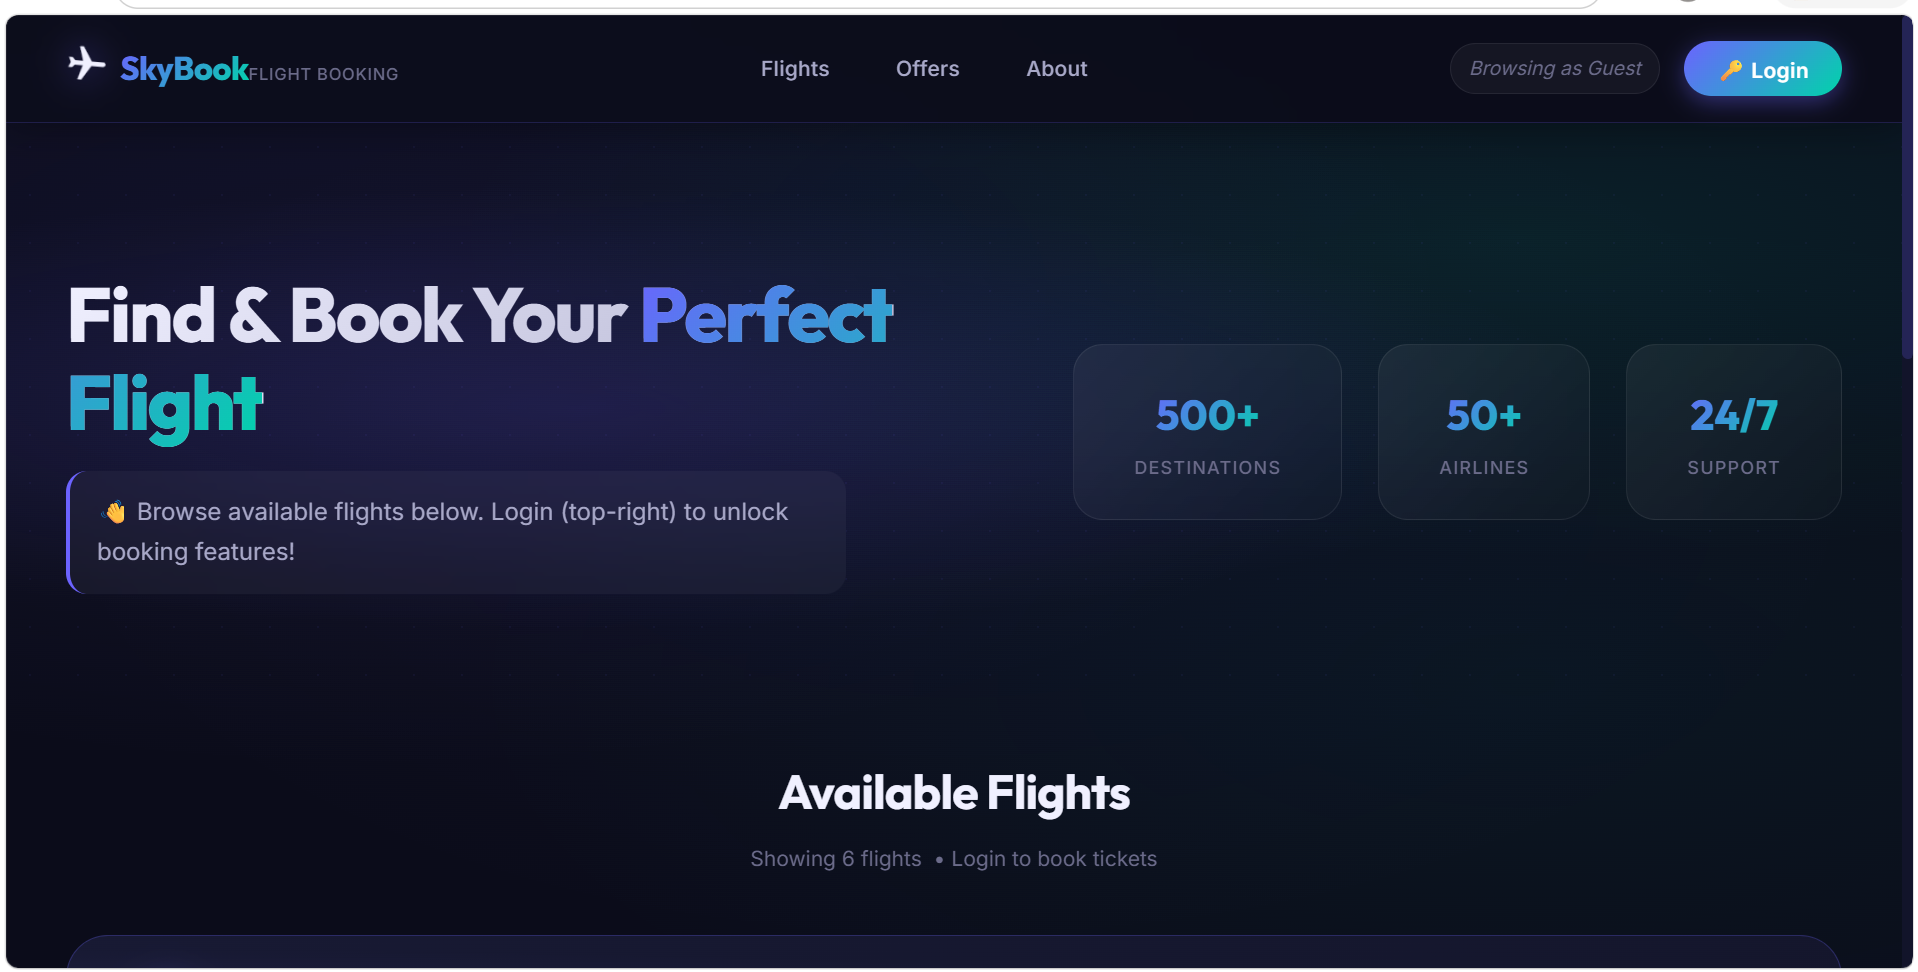 SkyBook FLIGHT BOOKING
Flights
Offers
About
Browsing as Guest
🔑 Login
Find & Book Your Perfect
Flight
👋 Browse available flights below. Login (top-right) to unlock
booking features!
500+
DESTINATIONS
50+
AIRLINES
24/7
SUPPORT
Available Flights
Showing 6 flights • Login to book tickets